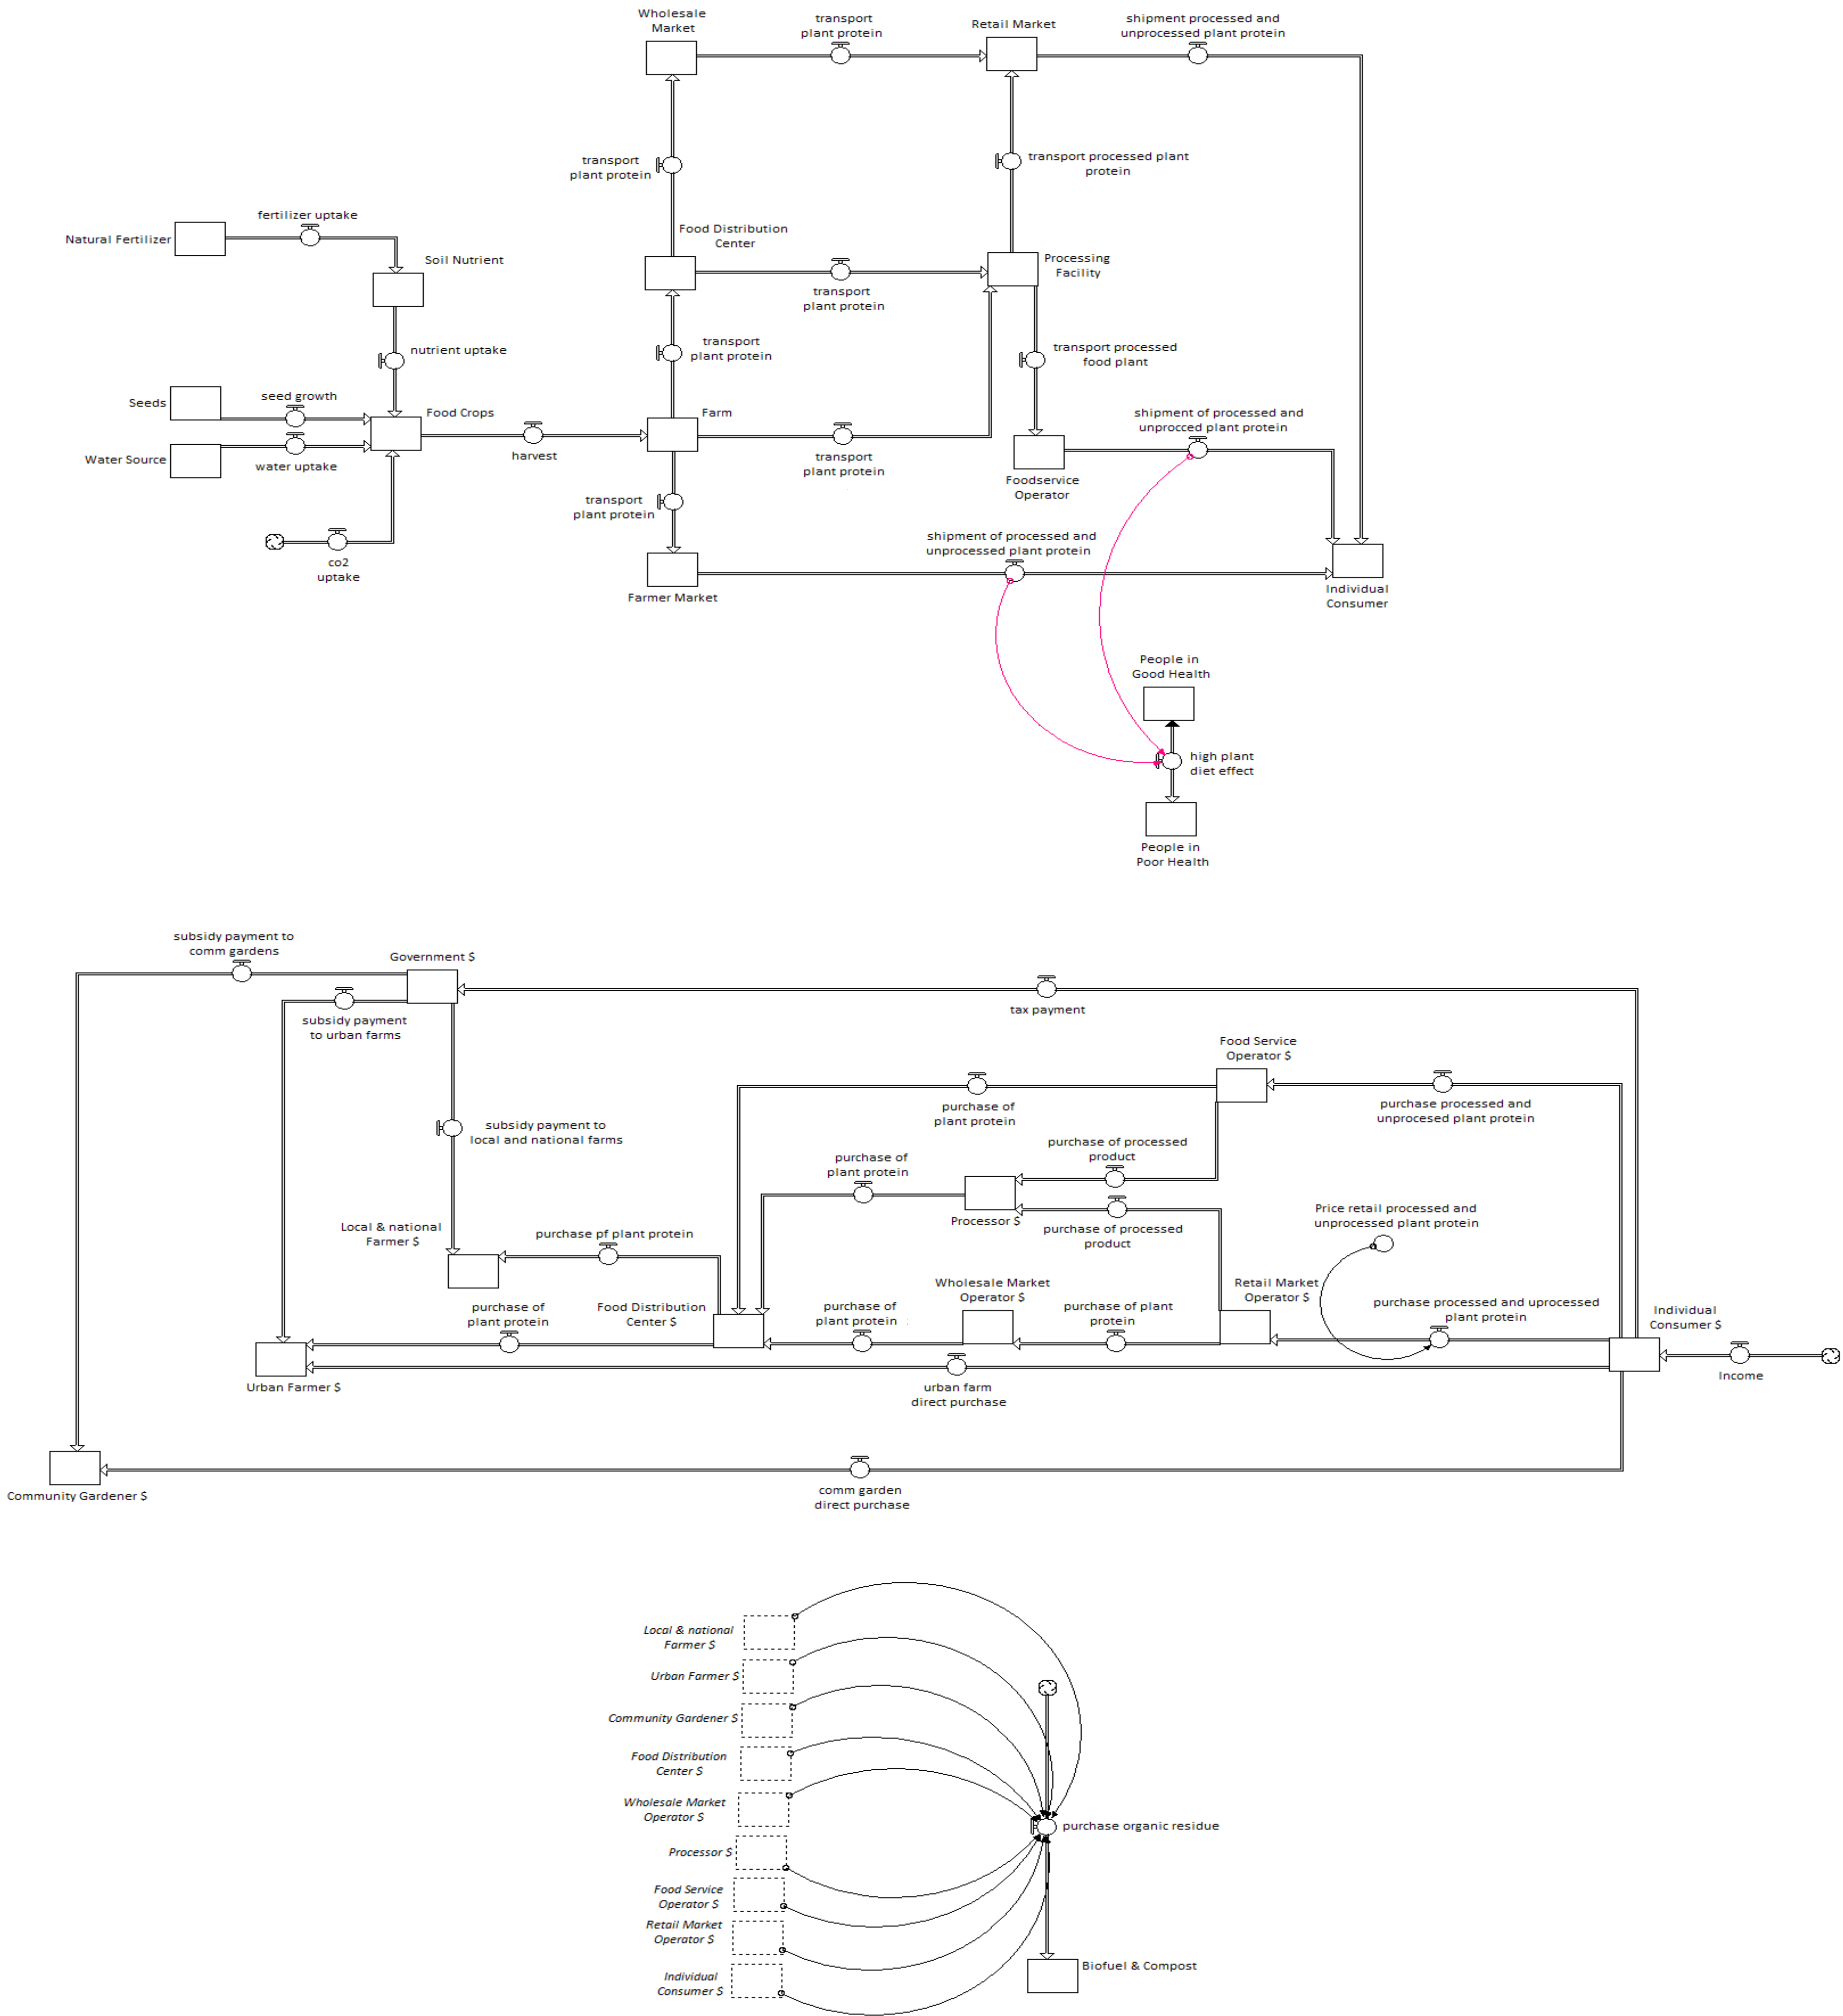 Wholesale
Market
transport
plant protein
Retail Market
shipment processed and
unprocessed plant protein
transport
plant protein
transport processed plant
protein
fertilizer uptake
Natural Fertilizer
Soil Nutrient
Food Distribution
Center
Processing
Facility
transport
plant protein
nutrient uptake
transport
plant protein
transport processed
food plant
Seeds
seed growth
Food Crops
Farm
shipment of processed and
unprocced plant protein
Water Source
water uptake
harvest
transport
plant protein
Foodservice
Operator
transport
plant protein
co2
uptake
shipment of processed and
unprocessed plant protein
Farmer Market
Individual
Consumer
People in
Good Health
high plant
diet effect
People in
Poor Health
subsidy payment to
comm gardens
Government $
subsidy payment
to urban farms
tax payment
Food Service
Operator $
purchase of
plant protein
purchase processed and
unprocesed plant protein
subsidy payment to
local and national farms
purchase of processed
product
purchase of
plant protein
Processor $
purchase of processed
product
Price retail processed and
unprocessed plant protein
Local & national
Farmer $
purchase pf plant protein
Wholesale Market
Operator $
Retail Market
Operator $
purchase of
plant protein
Food Distribution
Center $
purchase of
plant protein
purchase of plant
protein
purchase processed and uprocessed
plant protein
Individual
Consumer $
Urban Farmer $
urban farm
direct purchase
Income
Community Gardener $
comm garden
direct purchase
Local & national
Farmer $
Urban Farmer $
Community Gardener $
Food Distribution
Center $
Wholesale Market
Operator $
purchase organic residue
Processor $
Food Service
Operator $
Retail Market
Operator $
Biofuel & Compost
Individual
Consumer $